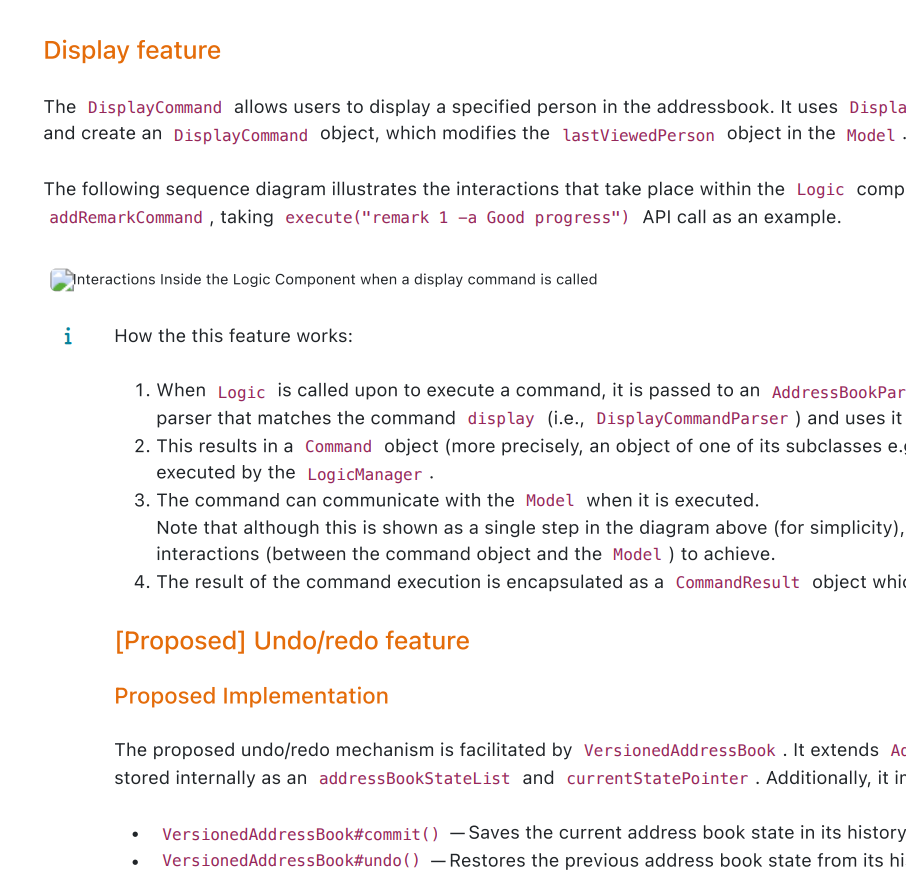 Display feature
The DisplayCommand allows users to display a specified person in the addressbook. It uses Displa
and create an DisplayCommand object, which modifies the lastViewedPerson object in the Model .
The following sequence diagram illustrates the interactions that take place within the Logic comp
addRemarkCommand , taking execute("remark 1 -a Good progress") API call as an example.
Interactions Inside the Logic Component when a display command is called
i How the this feature works:
1. When Logic is called upon to execute a command, it is passed to an AddressBookPar
parser that matches the command display (i.e., DisplayCommandParser ) and uses it
2. This results in a Command object (more precisely, an object of one of its subclasses e.g
executed by the LogicManager .
3. The command can communicate with the Model when it is executed.
Note that although this is shown as a single step in the diagram above (for simplicity),
interactions (between the command object and the Model ) to achieve.
4. The result of the command execution is encapsulated as a CommandResult object whic
[Proposed] Undo/redo feature
Proposed Implementation
The proposed undo/redo mechanism is facilitated by VersionedAddressBook . It extends Ad
stored internally as an addressBookStateList and currentStatePointer . Additionally, it in
• VersionedAddressBook#commit() — Saves the current address book state in its history
• VersionedAddressBook#undo() — Restores the previous address book state from its hi